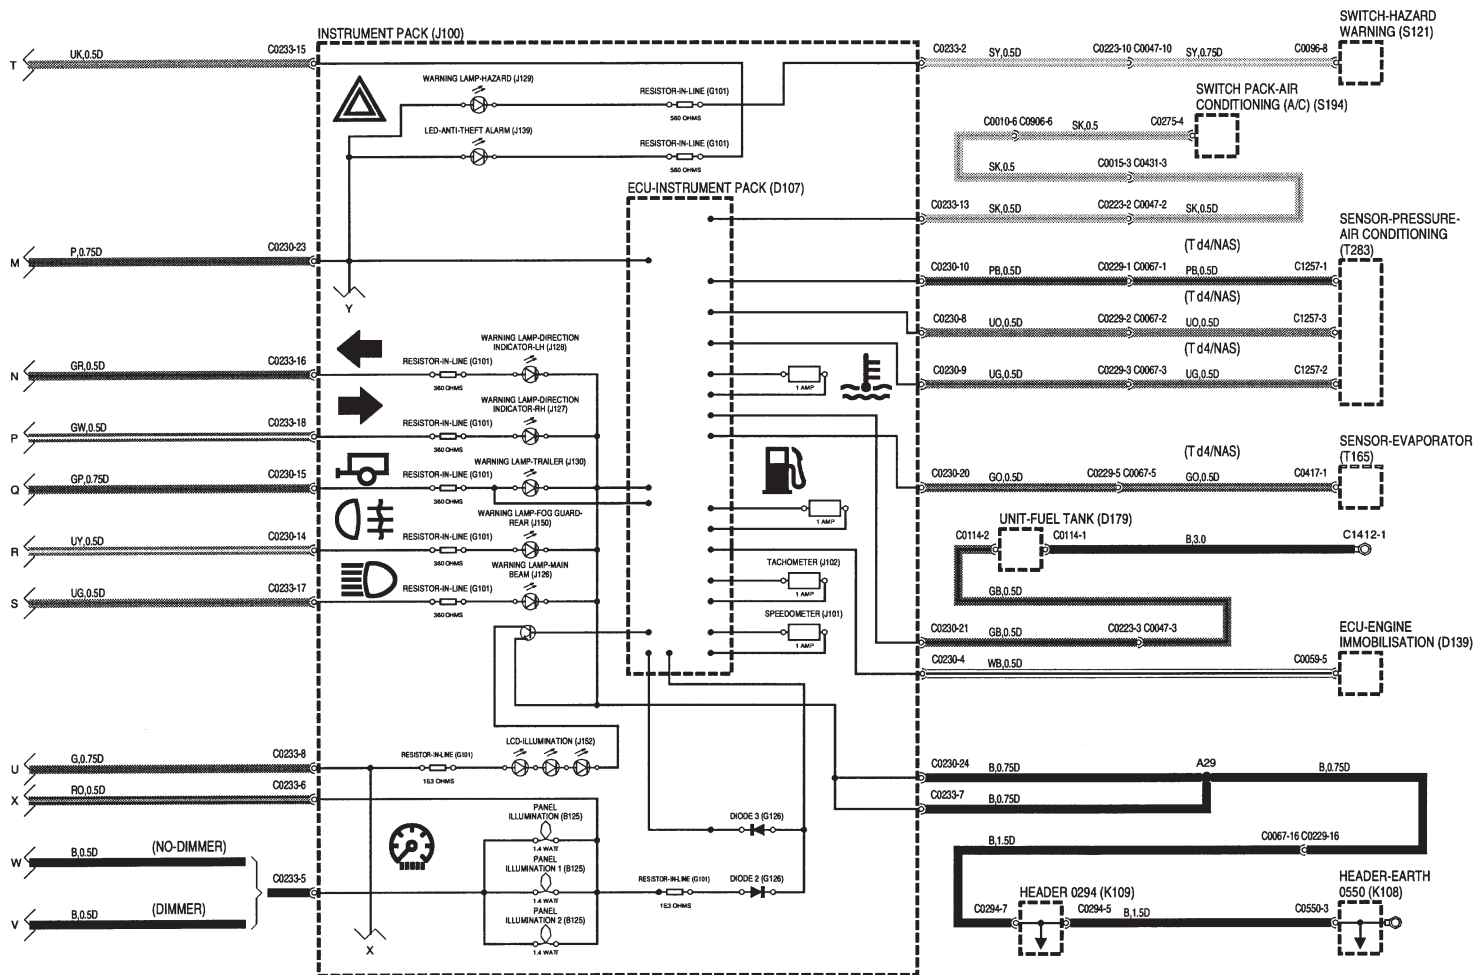 INSTRUMENT PACK (J100)
T
UK,0.5D
C0233-15
WARNING LAMP-HAZARD (J129)
RESISTOR-IN-LINE (G101)
560 OHMS
LED-ANTI-THEFT ALARM (J139)
RESISTOR-IN-LINE (G101)
560 OHMS
ECU-INSTRUMENT PACK (D107)
M
P,0.75D
C0230-23
Y
N
GR,0.5D
C0233-16
RESISTOR-IN-LINE (G101)
360 OHMS
WARNING LAMP-DIRECTION
INDICATOR-LH (J128)
P
GW,0.5D
C0233-18
RESISTOR-IN-LINE (G101)
360 OHMS
WARNING LAMP-DIRECTION
INDICATOR-RH (J127)
Q
GP,0.75D
C0230-15
RESISTOR-IN-LINE (G101)
360 OHMS
WARNING LAMP-TRAILER (J130)
R
UY,0.5D
C0230-14
RESISTOR-IN-LINE (G101)
360 OHMS
WARNING LAMP-FOG GUARD-
REAR (J150)
S
UG,0.5D
C0233-17
RESISTOR-IN-LINE (G101)
360 OHMS
WARNING LAMP-MAIN
BEAM (J126)
1 AMP
1 AMP
TACHOMETER (J102)
1 AMP
SPEEDOMETER (J101)
1 AMP
U
G,0.75D
C0233-8
RESISTOR-IN-LINE (G101)
1E3 OHMS
LCD-ILLUMINATION (J152)
X
RO,0.5D
C0233-6
PANEL
ILLUMINATION (B125)
1.4 WATT
PANEL
ILLUMINATION 1 (B125)
1.4 WATT
PANEL
ILLUMINATION 2 (B125)
1.4 WATT
DIODE 3 (G126)
RESISTOR-IN-LINE (G101)
1E3 OHMS
DIODE 2 (G126)
W
B,0.5D
(NO-DIMMER)
C0233-5
V
B,0.5D
(DIMMER)
X
C0233-2
SY,0.5D
C0223-10 C0047-10
SY,0.75D
C0096-8
SWITCH-HAZARD
WARNING (S121)
SWITCH PACK-AIR
CONDITIONING (A/C) (S194)
C0010-6 C0906-6
SK,0.5
C0275-4
SK,0.5
C0015-3 C0431-3
C0233-13
SK,0.5D
C0223-2 C0047-2
SK,0.5D
SENSOR-PRESSURE-
AIR CONDITIONING
(T283)
(T d4/NAS)
C0230-10
PB,0.5D
C0229-1 C0067-1
PB,0.5D
C1257-1
(T d4/NAS)
C0230-8
UO,0.5D
C0229-2 C0067-2
UO,0.5D
C1257-3
(T d4/NAS)
C0230-9
UG,0.5D
C0229-3 C0067-3
UG,0.5D
C1257-2
SENSOR-EVAPORATOR
(T165)
(T d4/NAS)
C0230-20
GO,0.5D
C0229-5 C0067-5
GO,0.5D
C0417-1
UNIT-FUEL TANK (D179)
C0114-2
C0114-1
B,3.0
C1412-1
GB,0.5D
C0230-21
GB,0.5D
C0223-3 C0047-3
ECU-ENGINE
IMMOBILISATION (D139)
C0230-4
WB,0.5D
C0059-5
C0230-24
B,0.75D
A29
B,0.75D
C0233-7
B,0.75D
B,1.5D
C0067-16 C0229-16
HEADER 0294 (K109)
C0294-7
C0294-5
B,1.5D
C0550-3
HEADER-EARTH
0550 (K108)